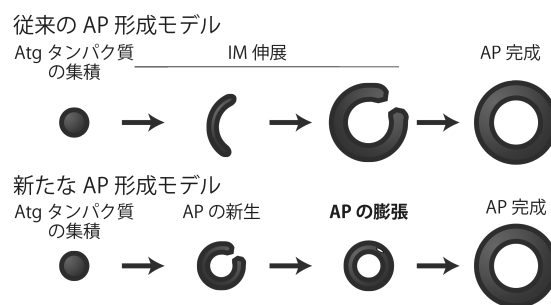 従来の AP 形成モデル
Atg タンパク質
の集積
IM 伸展
AP 完成
新たな AP 形成モデル
Atg タンパク質
の集積
AP の新生
AP の膨張
AP 完成